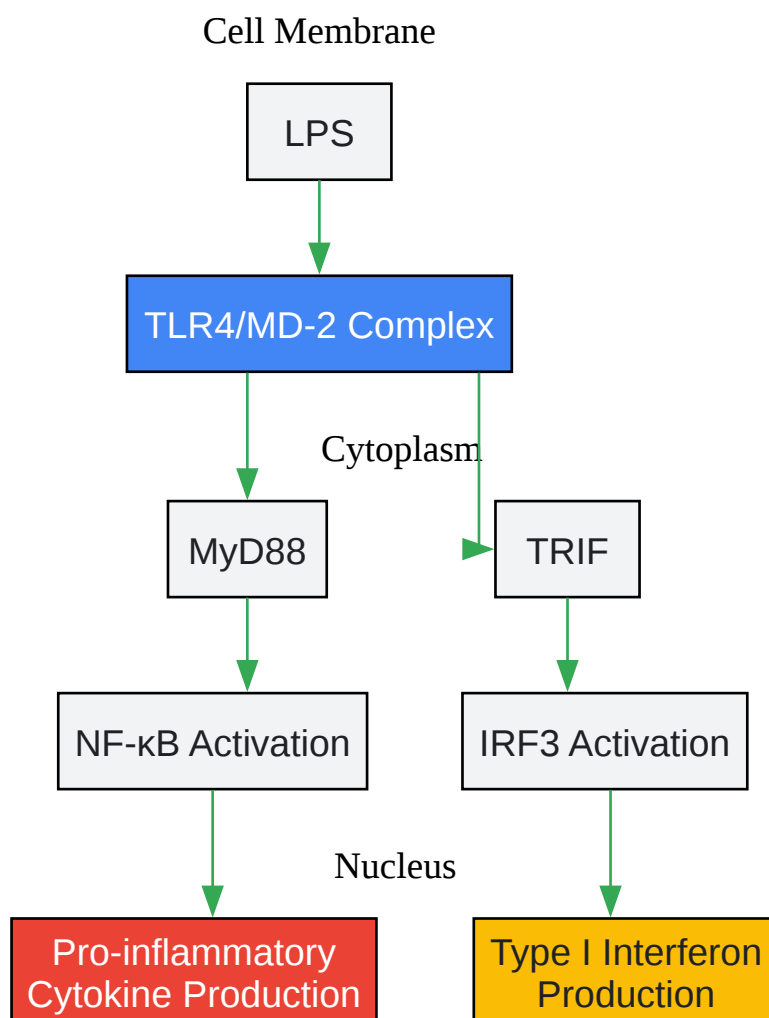 Cell Membrane
LPS
TLR4/MD-2 Complex
Cytoplasm
MyD88
TRIF
NF-κB Activation
IRF3 Activation
Nucleus
Pro-inflammatory
Cytokine Production
Type I Interferon
Production